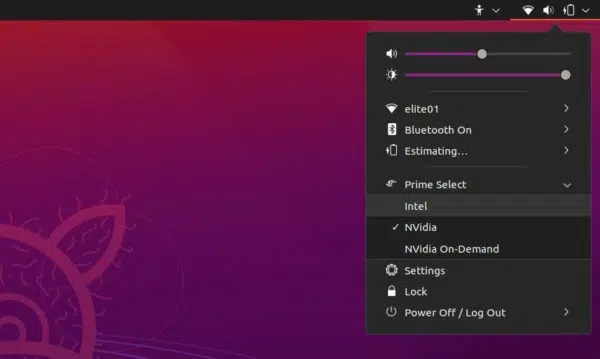 elite01
Bluetooth On
Estimating...
Prime Select
Intel
✓ NVidia
NVidia On-Demand
Settings
Lock
Power Off / Log Out